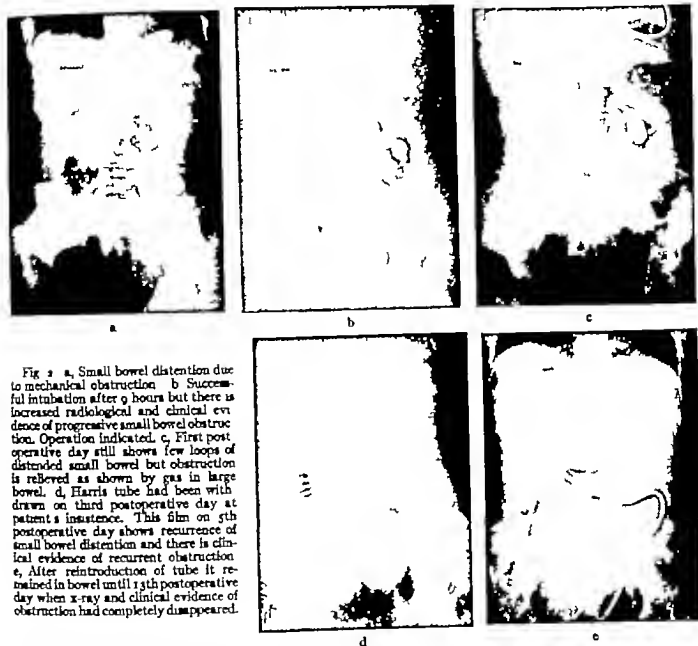 a
b
c
Fig 2 a, Small bowel distention due
to mechanical obstruction b Success-
ful intubation after 9 hours but there is
increased radiological and clinical evi
dence of progressive small bowel obstruc
tion. Operation indicated. c, First post
operative day still shows few loops of
distended small bowel but obstruction
is relieved as shown by gas in large
bowel. d, Harris tube had been with
drawn on third postoperative day at
patient s insistence. This film on 5th
postoperative day shows recurrence of
small bowel distention and there is clin-
ical evidence of recurrent obstruction
e, After reintroduction of tube it re-
mained in bowel until 13th postoperative
day when x-ray and clinical evidence of
obstruction had completely disappeared.
d
e